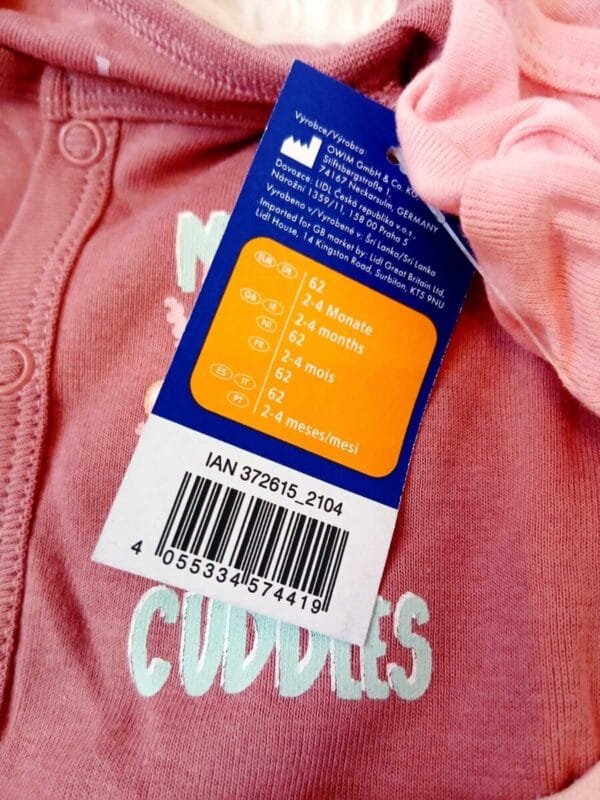 Výrobce/Výrobca:
OWIM GmbH & Co. KG
Stiftsbergstraße 1,
74167 Neckarsulm, GERMANY
Dovozce: LIDL Česká republika v.o.s.
Nárožní 1359/11, 158 00 Praha 5
Vyrobeno v/Vyrobené v: Šrí Lanka/Srí Lanka
Imported for GB market by: Lidl Great Britain Ltd.
Lidl House, 14 Kingston Road, Surbiton, KT5 9NU
EUR DE 62
2-4 Monate
GB IE 2-4 months
NI 62
FR 2-4 mois
62
ES IT 62
PT 2-4 meses/mesi
IAN 372615_2104
4 055334 574419
M
CUDDLES